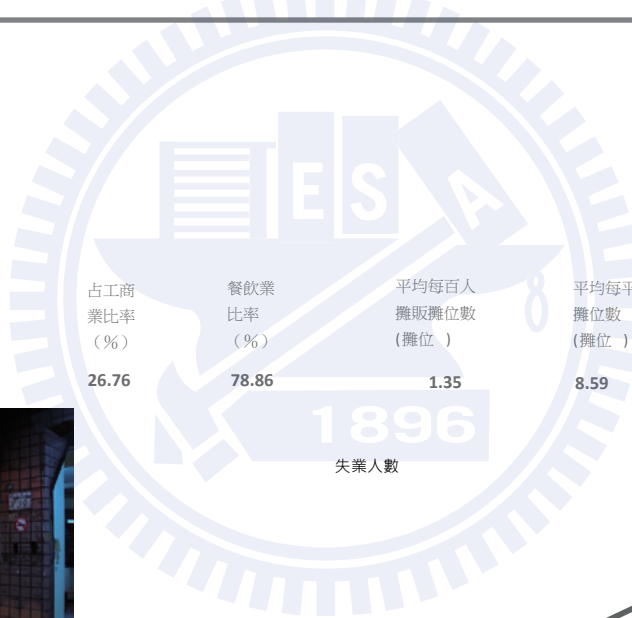 ESA
占工商 餐飲業 平均每百人 平均每平
業比率 比率 攤販攤位數 攤位數
(%) (%) (攤位 ) (攤位 )
26.76 78.86 1.35 8.59
1896
失業人數